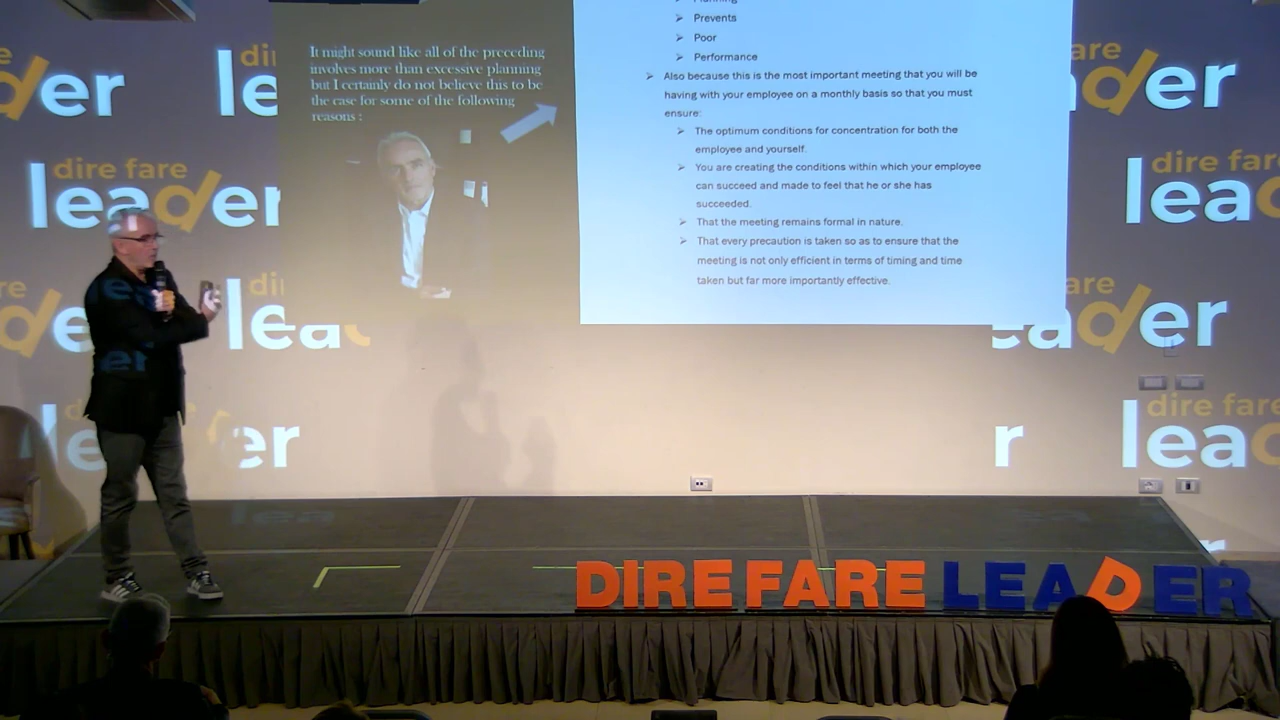 It might sound like all of the preceding
involves more than excessive planning
but I certainly do not believe this to be
the case for some of the following
reasons :
Prevents
Poor
Performance
Also because this is the most important meeting that you will be
having with your employee on a monthly basis so that you must
ensure:
The optimum conditions for concentration for both the
employee and yourself.
You are creating the conditions within which your employee
can succeed and made to feel that he or she has
succeeded.
That the meeting remains formal in nature.
That every precaution is taken so as to ensure that the
meeting is not only efficient in terms of timing and time
taken but far more importantly effective.
dire fare
leader
dire fare
dire fare
DIRE FARE LEADER